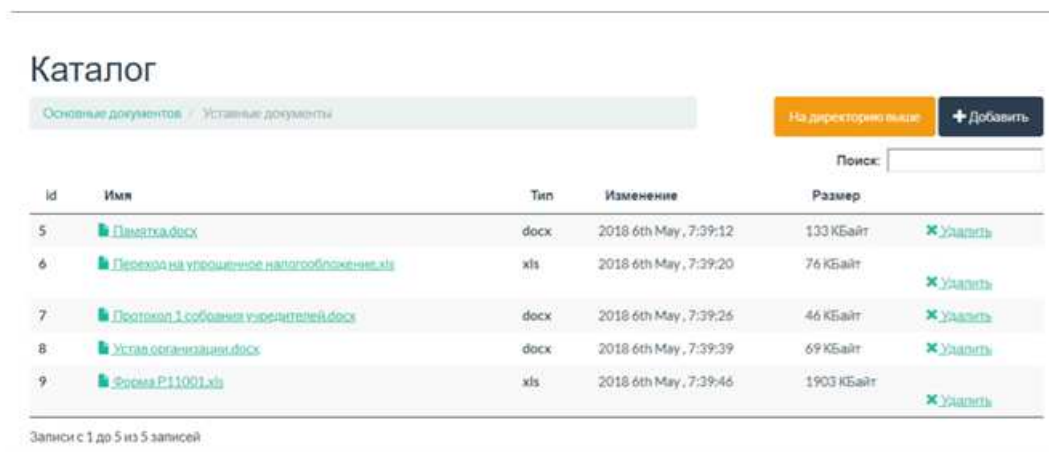 Каталог
Основные документов / Уставные документы
На директорию выше
Добавить
Поиск:
id Имя Тип Изменение Размер
5 Памятка.docx docx 2018 6th May , 7:39:12 133 КБайт Удалить
6 Переход на упрощенное налогообложение.xls xls 2018 6th May , 7:39:20 76 КБайт Удалить
7 Протокол 1 собрания учредителей.docx docx 2018 6th May , 7:39:26 46 КБайт Удалить
8 Устав организации.docx docx 2018 6th May , 7:39:39 69 КБайт Удалить
9 Форма Р11001.xls xls 2018 6th May , 7:39:46 1903 КБайт Удалить
Записи с 1 до 5 из 5 записей